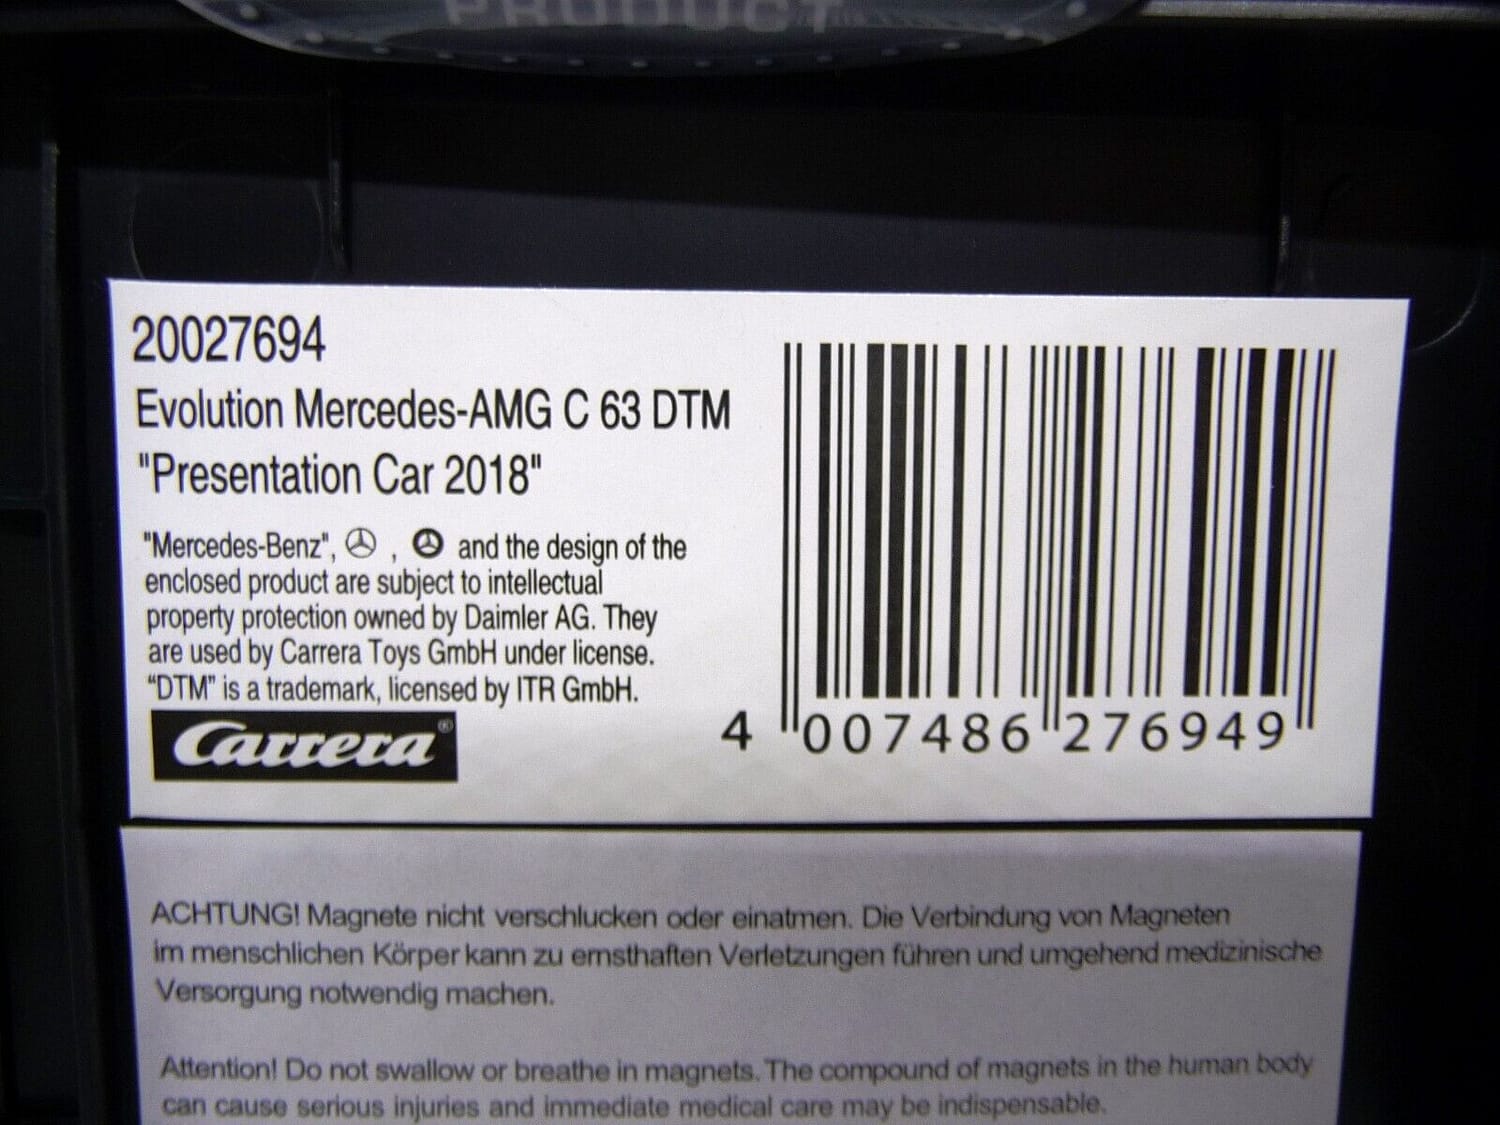 PRODUCT
20027694
Evolution Mercedes-AMG C 63 DTM
"Presentation Car 2018"
"Mercedes-Benz", , and the design of the
enclosed product are subject to intellectual
property protection owned by Daimler AG. They
are used by Carrera Toys GmbH under license.
“DTM” is a trademark, licensed by ITR GmbH.
Carrera®
4 007486 276949
ACHTUNG! Magnete nicht verschlucken oder einatmen. Die Verbindung von Magneten
im menschlichen Körper kann zu ernsthaften Verletzungen führen und umgehend medizinische
Versorgung notwendig machen.
Attention! Do not swallow or breathe in magnets. The compound of magnets in the human body
can cause serious injuries and immediate medical care may be indispensable.